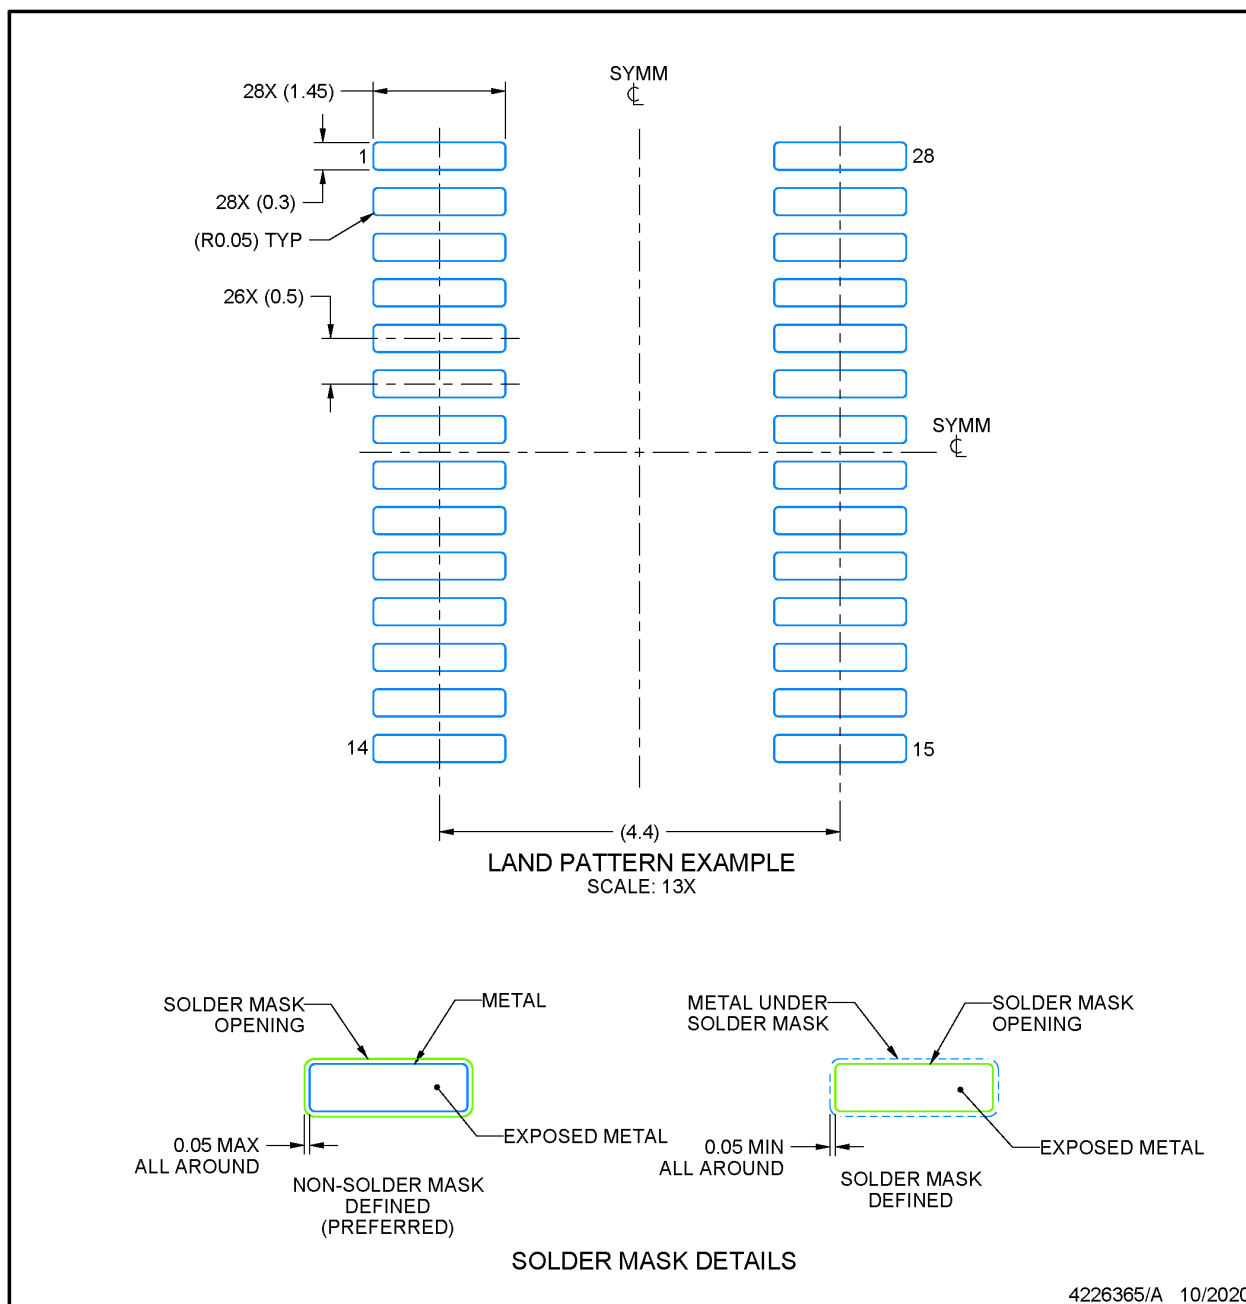 SYMM
℄
28X (1.45)
1
28
28X (0.3)
(R0.05) TYP
26X (0.5)
SYMM
℄
14
15
(4.4)
LAND PATTERN EXAMPLE
SCALE: 13X
SOLDER MASK
OPENING
METAL
EXPOSED METAL
0.05 MAX
ALL AROUND
NON-SOLDER MASK
DEFINED
(PREFERRED)
METAL UNDER
SOLDER MASK
SOLDER MASK
OPENING
EXPOSED METAL
0.05 MIN
ALL AROUND
SOLDER MASK
DEFINED
SOLDER MASK DETAILS
4226365/A 10/2020